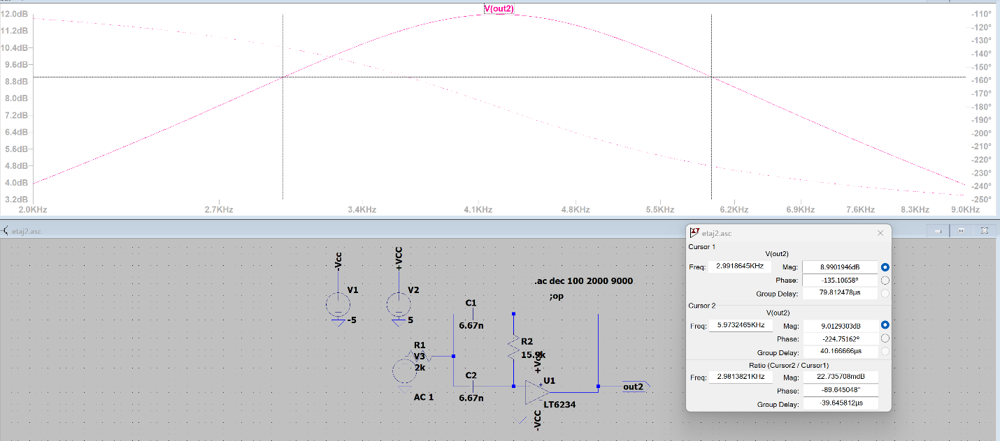 V(out2)
12.0dB
11.2dB
10.4dB
9.6dB
8.8dB
8.0dB
7.2dB
6.4dB
5.6dB
4.8dB
4.0dB
3.2dB
-110°
-120°
-130°
-140°
-150°
-160°
-170°
-180°
-190°
-200°
-210°
-220°
-230°
-240°
-250°
2.0KHz 2.7KHz 3.4KHz 4.1KHz 4.8KHz 5.5KHz 6.2KHz 6.9KHz 7.6KHz 8.3KHz 9.0KHz
etaj2.asc
-Vcc
+VCC
V1
-5
V2
5
.ac dec 100 2000 9000
;op
C1
6.67n
R1
V3
2k
AC 1
C2
6.67n
R2
15.9k
+Vcc
U1
LT6234
-VCC
out2
etaj2.asc
Cursor 1
V(out2)
Freq: 2.9918645KHz Mag: 8.9901946dB
Phase: -135.10658°
Group Delay: 79.812478µs
Cursor 2
V(out2)
Freq: 5.9732465KHz Mag: 9.0129303dB
Phase: -224.75162°
Group Delay: 40.166666µs
Ratio (Cursor2 / Cursor1)
Freq: 2.9813821KHz Mag: 22.735708mdB
Phase: -89.645048°
Group Delay: -39.645812µs